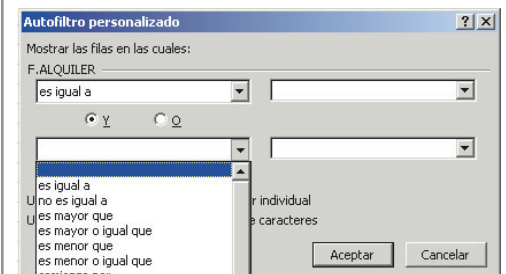 Autofiltro personalizado
Mostrar las filas en las cuales:
F.ALQUILER
es igual a
Y O
es igual a
no es igual a
es mayor que
es mayor o igual que
es menor que
es menor o igual que
U r individual
U e caracteres
Aceptar Cancelar